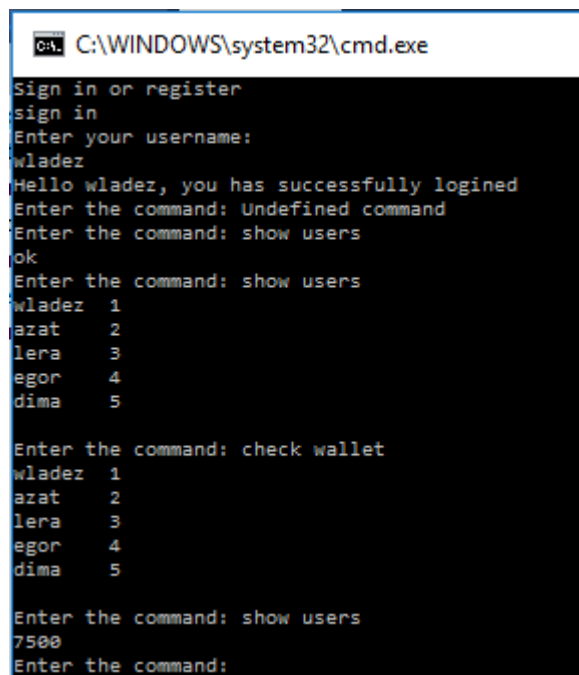 C:\WINDOWS\system32\cmd.exe
Sign in or register
sign in
Enter your username:
wladez
Hello wladez, you has successfully logined
Enter the command: Undefined command
Enter the command: show users
ok
Enter the command: show users
wladez 1
azat 2
lera 3
egor 4
dima 5
Enter the command: check wallet
wladez 1
azat 2
lera 3
egor 4
dima 5
Enter the command: show users
7500
Enter the command: